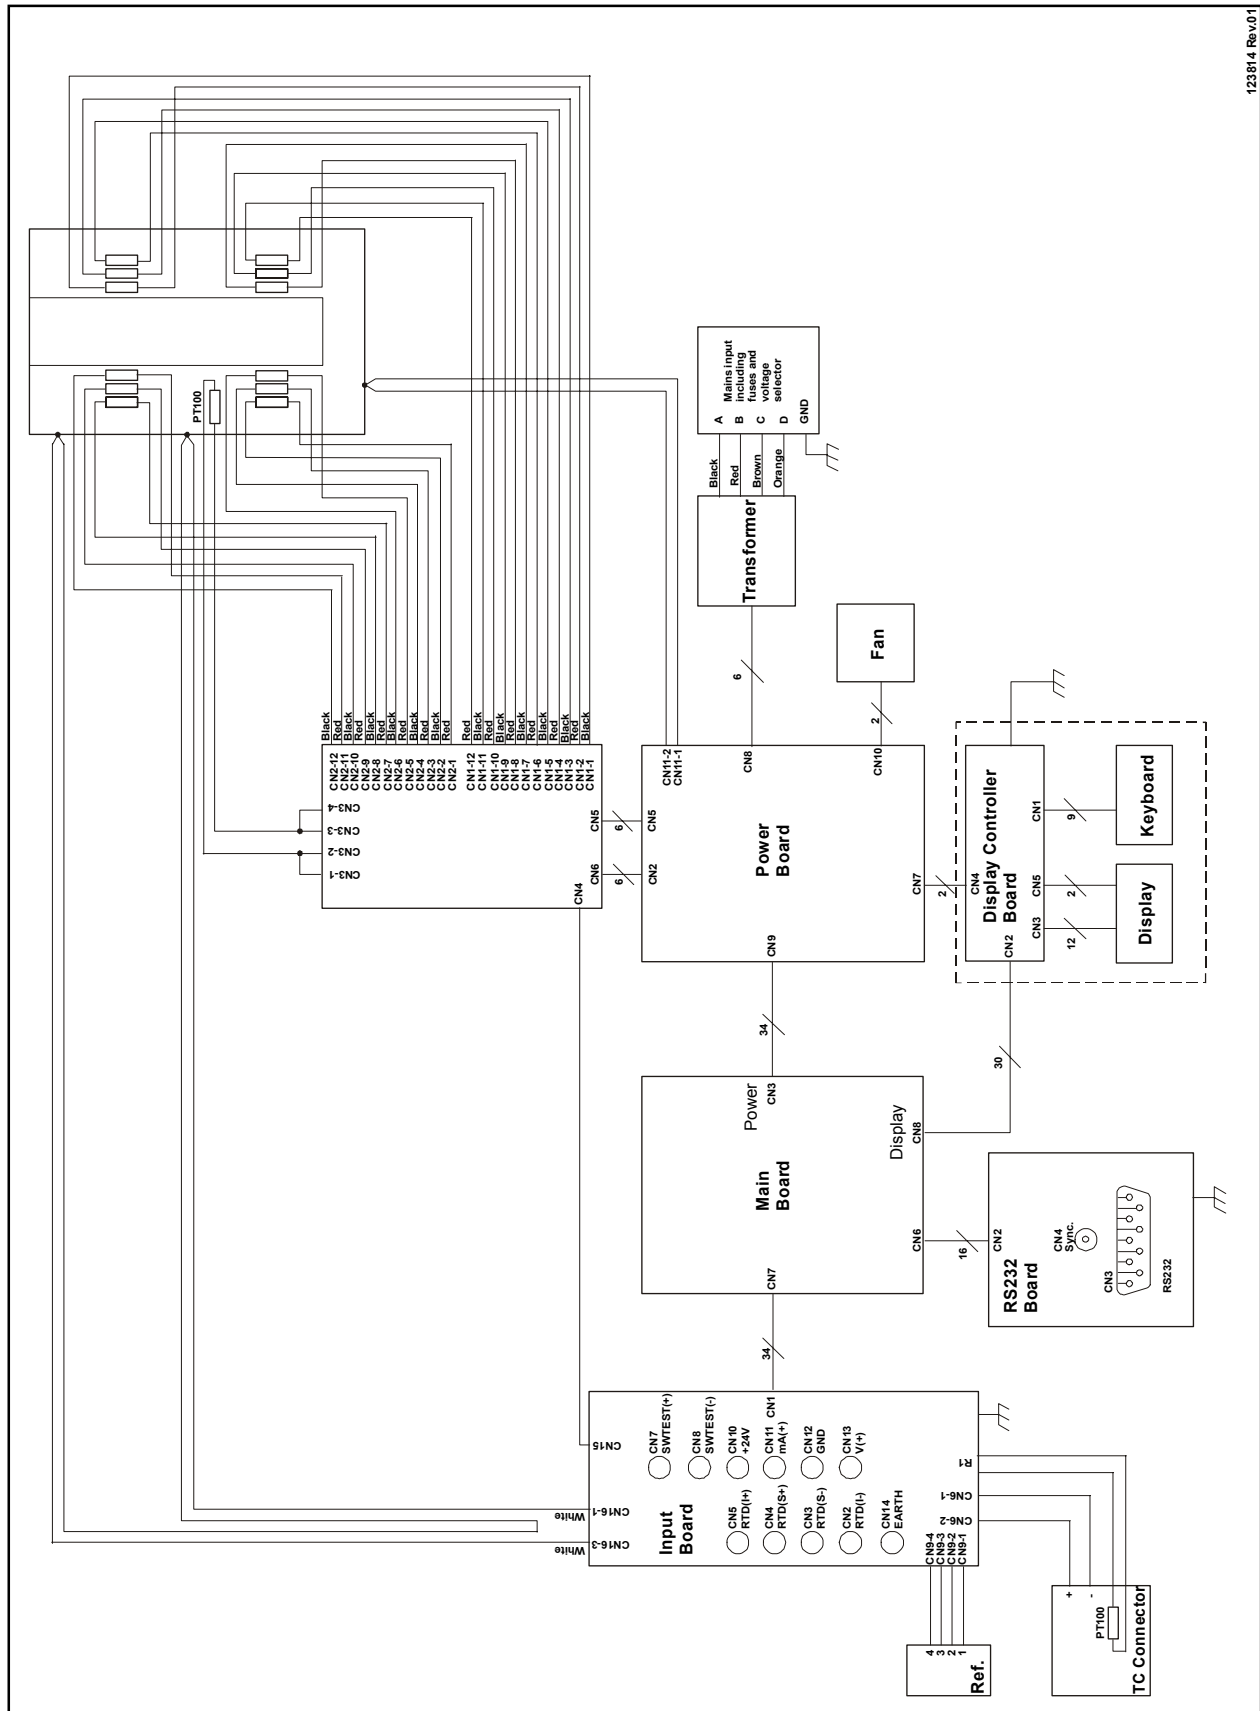 123814 Rev.01
PT100
A
B
C
D
GND
Mains input
including
fuses and
voltage
selector
Black
Red
Brown
Orange
Transformer
6
Fan
2
Black
Red
Black
Red
Black
Red
Black
Red
Black
Red
Black
Red
Red
Black
Red
Black
Red
Black
Red
Black
Red
Black
Red
Black
CN2-12
CN2-11
CN2-10
CN2-9
CN2-8
CN2-7
CN2-6
CN2-5
CN2-4
CN2-3
CN2-2
CN2-1
CN1-12
CN1-11
CN1-10
CN1-9
CN1-8
CN1-7
CN1-6
CN1-5
CN1-4
CN1-3
CN1-2
CN1-1
CN3-4
CN3-3
CN3-2
CN3-1
CN4
CN6
CN5
6
6
CN2
CN5
CN11-2
CN11-1
CN8
CN10
Power
Board
CN9
CN7
2
CN4
Display Controller
Board
CN1
CN5
CN3
CN2
9
2
12
Keyboard
Display
34
30
CN3
Power
Main
Board
Display
CN8
CN7
CN6
16
CN2
RS232
Board
CN4
Sync.
CN3
RS232
34
CN15
White
CN16-1
White
CN16-3
Input
Board
CN7
SWTEST(+)
CN8
SWTEST(-)
CN10
+24V
CN11
mA(+)
CN12
GND
CN13
V(+)
CN1
CN5
RTD(I+)
CN4
RTD(S+)
CN3
RTD(S-)
CN2
RTD(I-)
CN14
EARTH
R1
CN6-1
CN6-2
CN9-4
CN9-3
CN9-2
CN9-1
4
3
2
1
Ref.
+
-
PT100
TC Connector